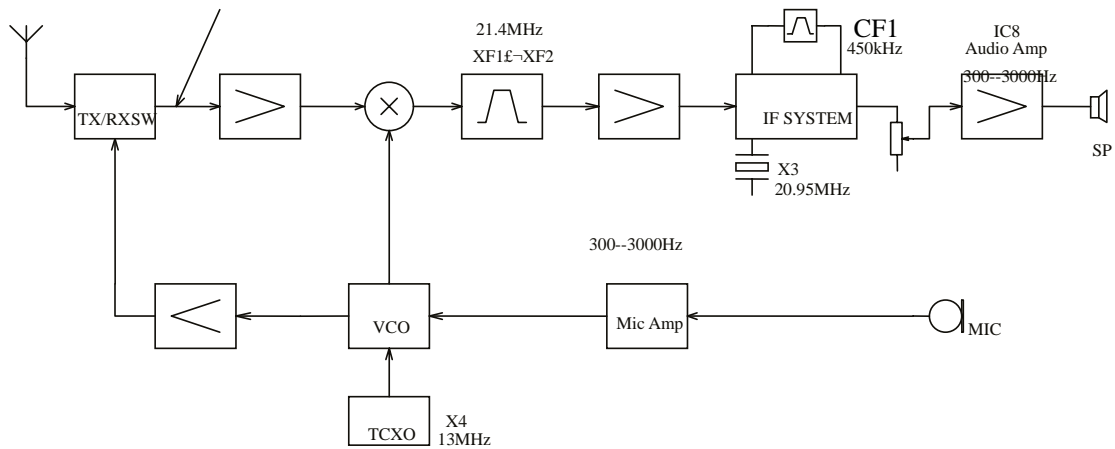 21.4MHz
XF1£¬XF2
CF1
450kHz
IC8
Audio Amp
300--3000Hz
TX/RXSW
IF SYSTEM
SP
X3
20.95MHz
300--3000Hz
VCO
Mic Amp
MIC
TCXO
X4
13MHz